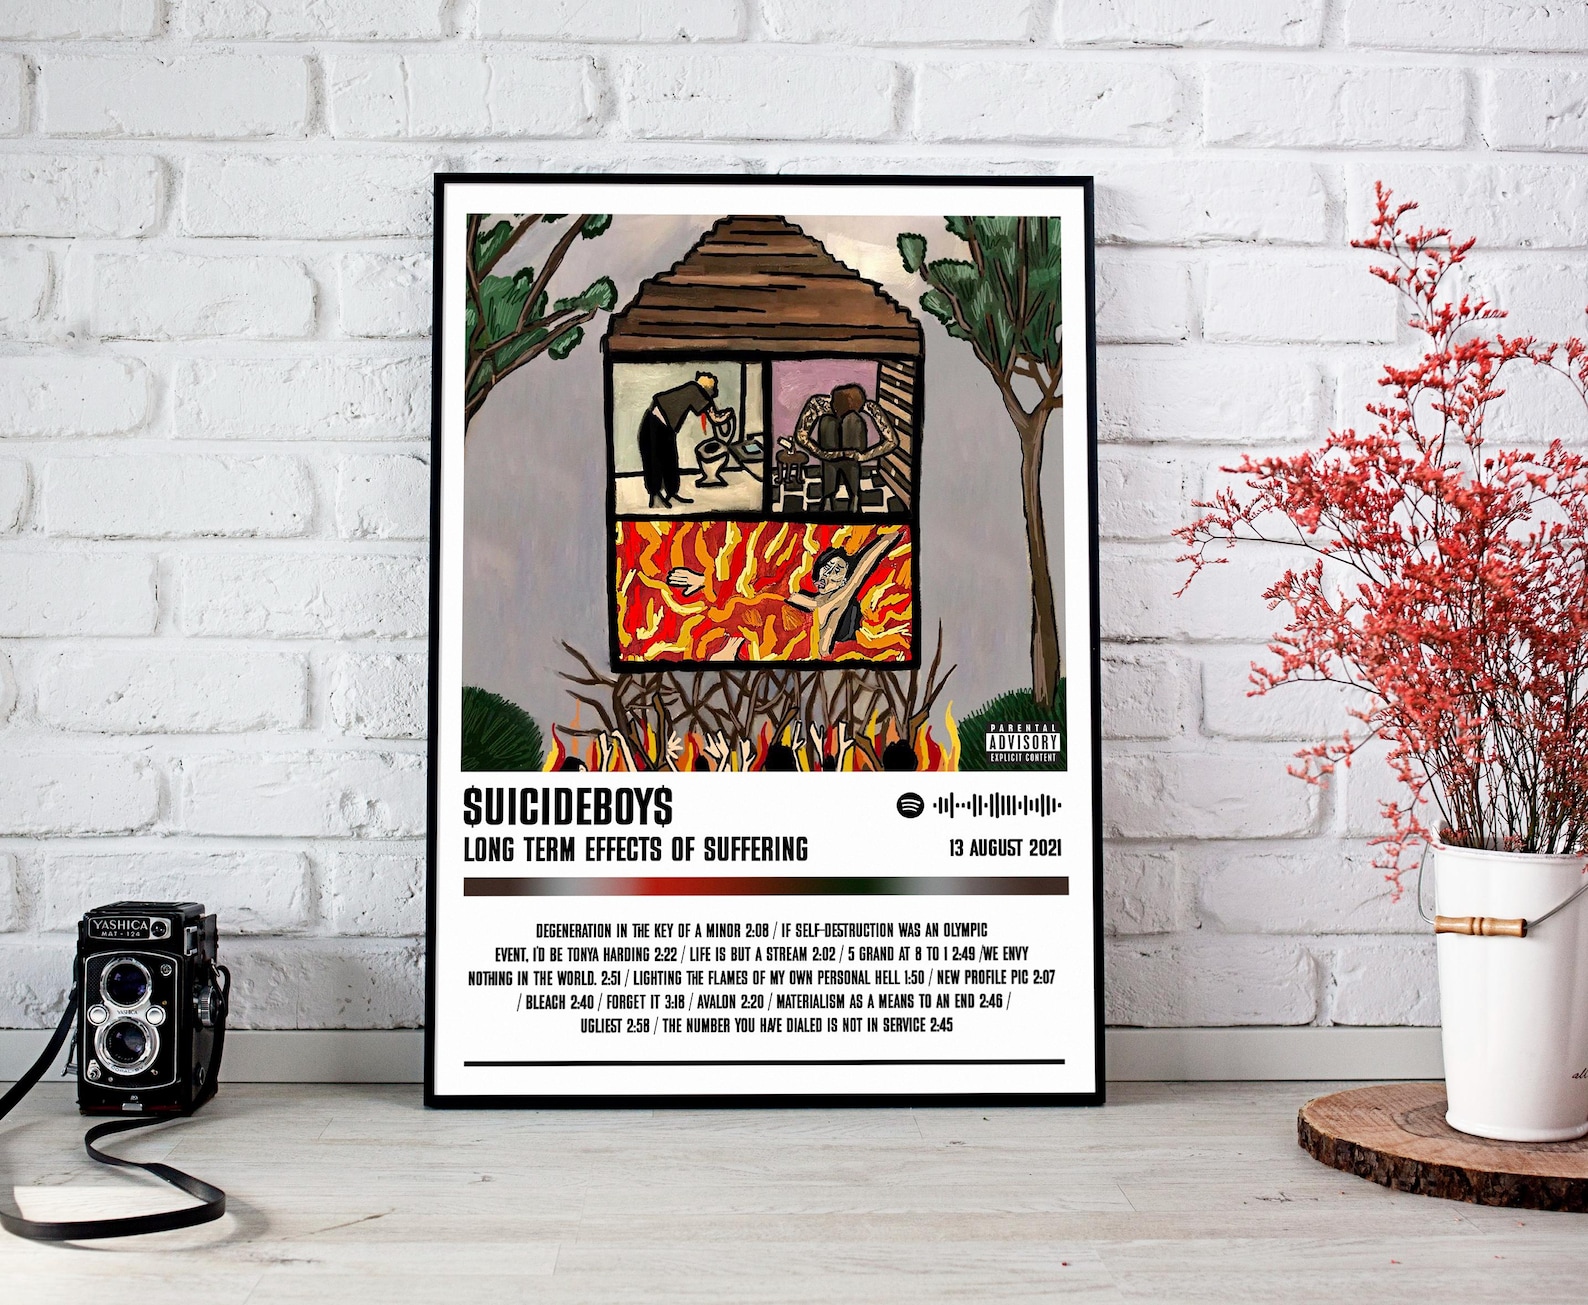 PARENTAL
ADVISORY
EXPLICIT CONTENT
$UICIDEBOY$
LONG TERM EFFECTS OF SUFFERING
13 AUGUST 2021
DEGENERATION IN THE KEY OF A MINOR 2:08 / IF SELF-DESTRUCTION WAS AN OLYMPIC
EVENT, I'D BE TONYA HARDING 2:22 / LIFE IS BUT A STREAM 2:02 / 5 GRAND AT 8 TO 1 2:49 /WE ENVY
NOTHING IN THE WORLD. 2:51 / LIGHTING THE FLAMES OF MY OWN PERSONAL HELL 1:50 / NEW PROFILE PIC 2:07
/ BLEACH 2:40 / FORGET IT 3:18 / AVALON 2:20 / MATERIALISM AS A MEANS TO AN END 2:46 /
UGLIEST 2:58 / THE NUMBER YOU HAVE DIALED IS NOT IN SERVICE 2:45
YASHICA
MAT - 124
YASHICA